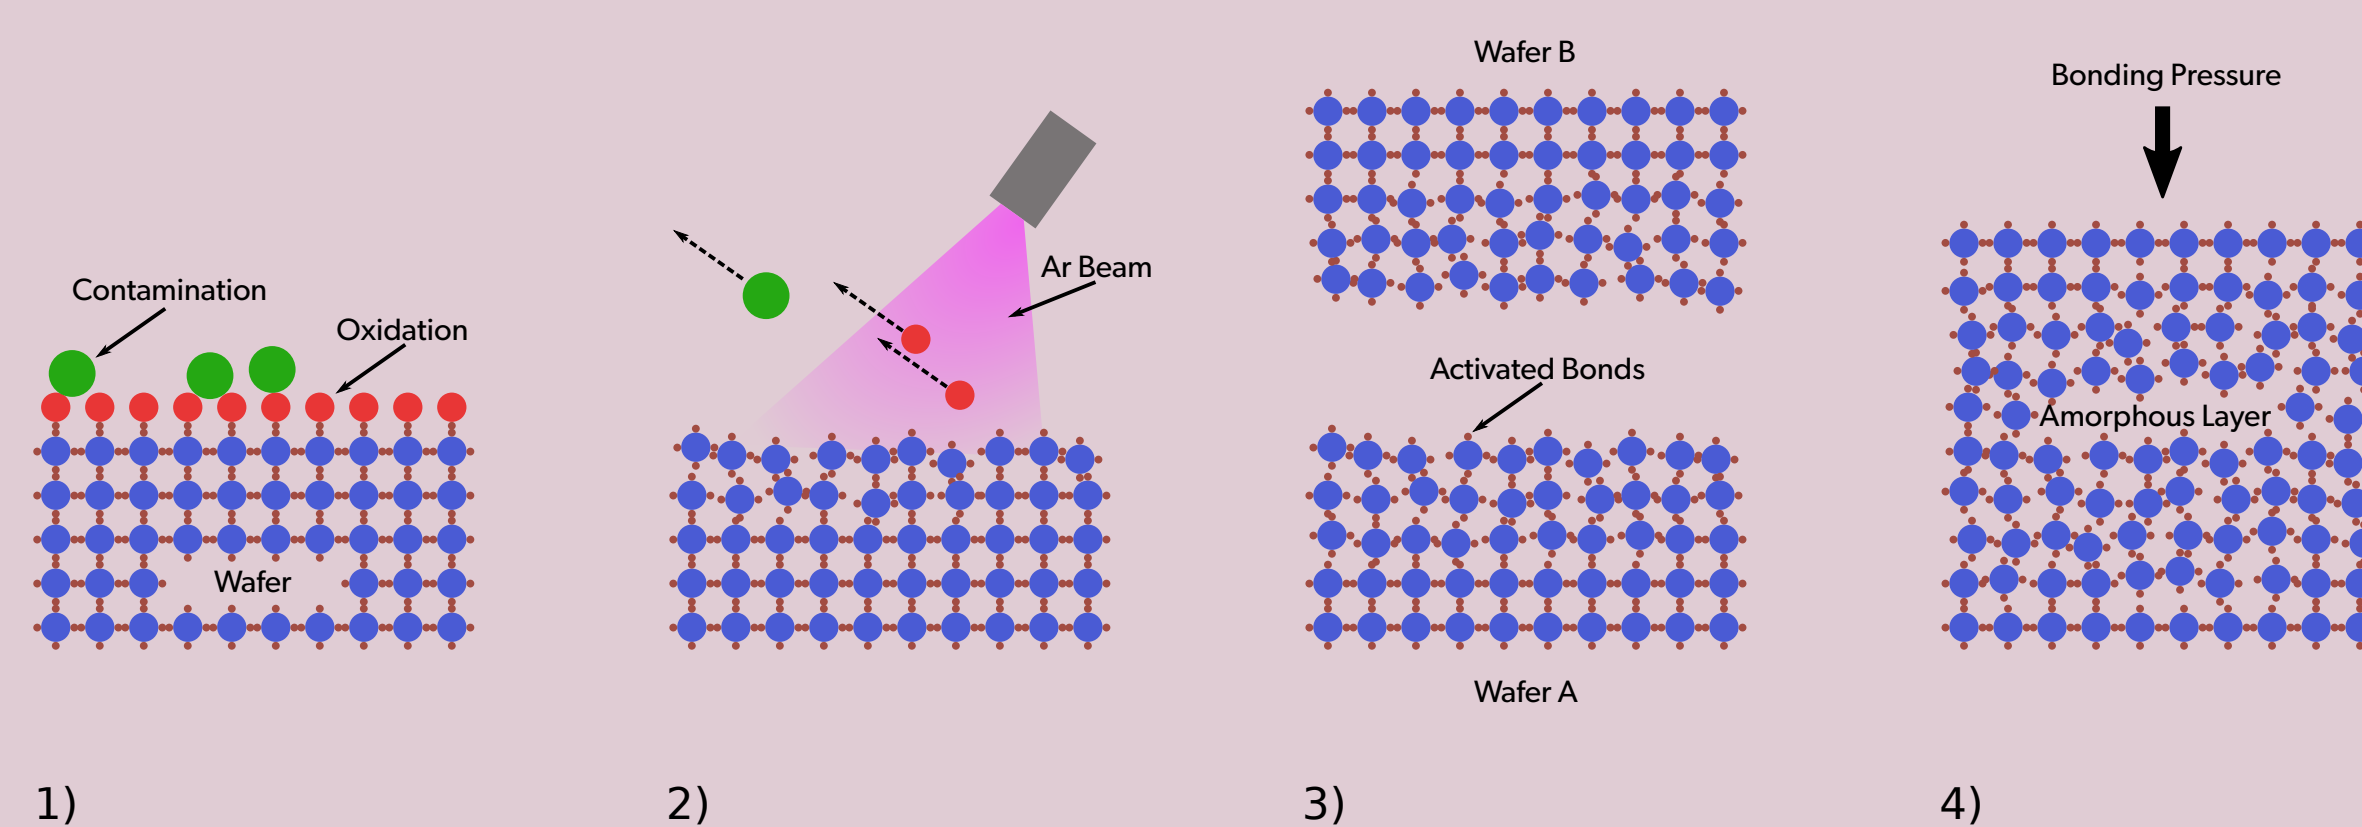 Contamination
Oxidation
Wafer
1)
Ar Beam
2)
Wafer B
Activated Bonds
Wafer A
3)
Bonding Pressure
Amorphous Layer
4)